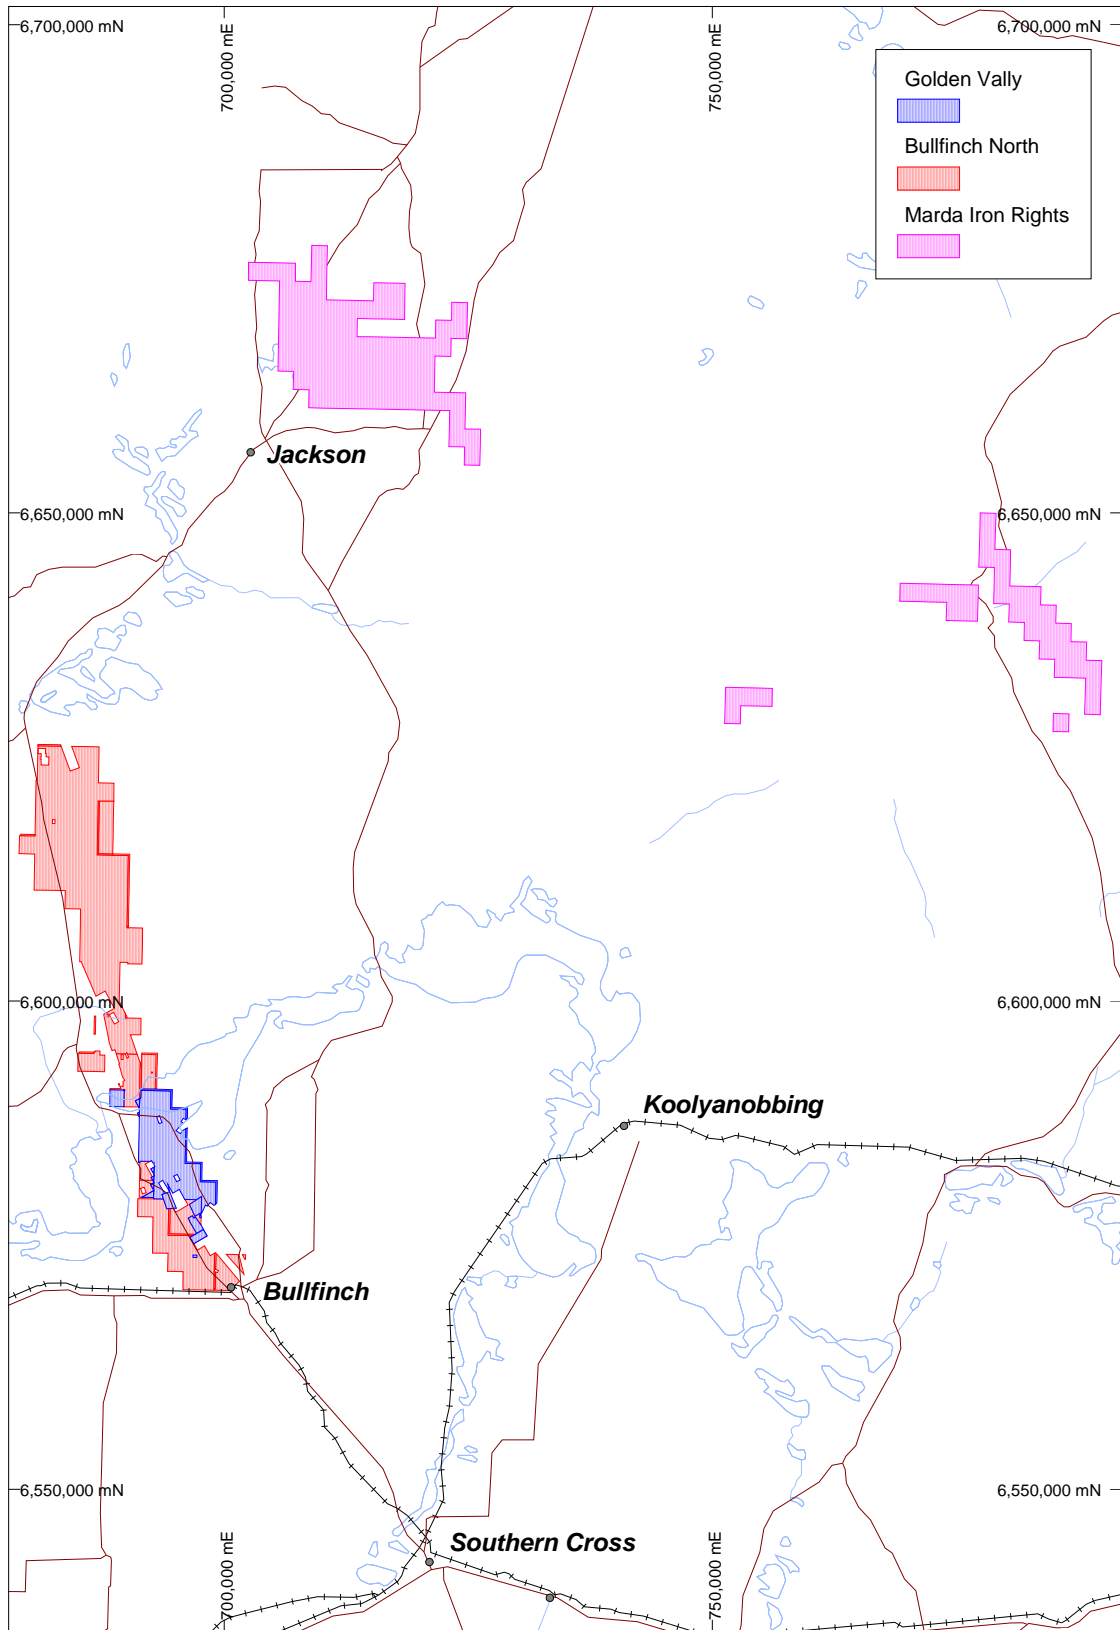 6,700,000 mN
700,000 mE
750,000 mE
6,700,000 mN
Golden Vally
Bullfinch North
Marda Iron Rights
Jackson
6,650,000 mN
6,650,000 mN
6,600,000 mN
6,600,000 mN
Koolyanobbing
Bullfinch
6,550,000 mN
6,550,000 mN
Southern Cross
700,000 mE
750,000 mE